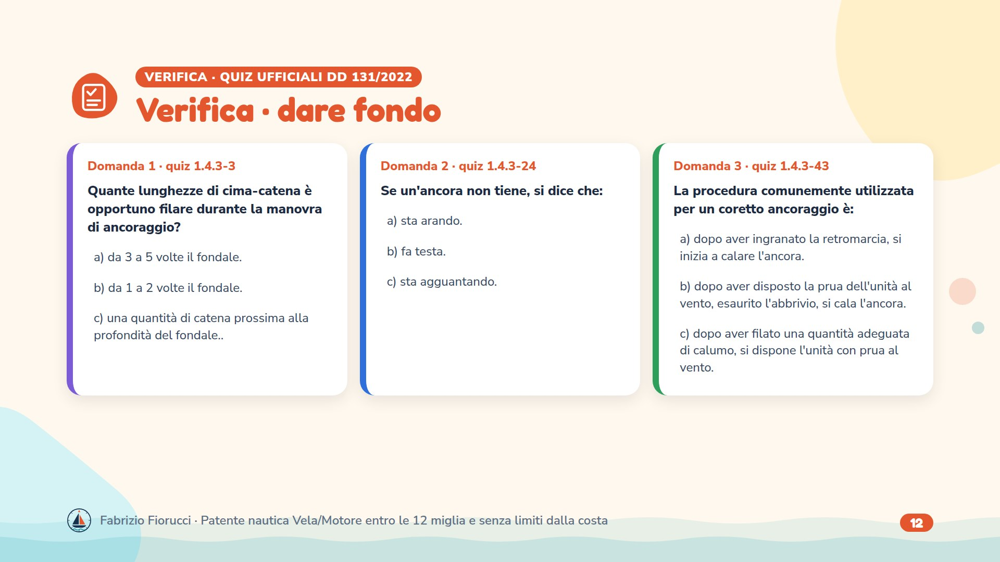 VERIFICA · QUIZ UFFICIALI DD 131/2022
Verifica · dare fondo
Domanda 1 · quiz 1.4.3-3
Quante lunghezze di cima-catena è
opportuno filare durante la manovra
di ancoraggio?
a) da 3 a 5 volte il fondale.
b) da 1 a 2 volte il fondale.
c) una quantità di catena prossima alla
profondità del fondale..
Domanda 2 · quiz 1.4.3-24
Se un'ancora non tiene, si dice che:
a) sta arando.
b) fa testa.
c) sta agguantando.
Domanda 3 · quiz 1.4.3-43
La procedura comunemente utilizzata
per un coretto ancoraggio è:
a) dopo aver ingranato la retromarcia, si
inizia a calare l'ancora.
b) dopo aver disposto la prua dell'unità al
vento, esaurito l'abbrivio, si cala l'ancora.
c) dopo aver filato una quantità adeguata
di calumo, si dispone l'unità con prua al
vento.
Fabrizio Fiorucci · Patente nautica Vela/Motore entro le 12 miglia e senza limiti dalla costa
12